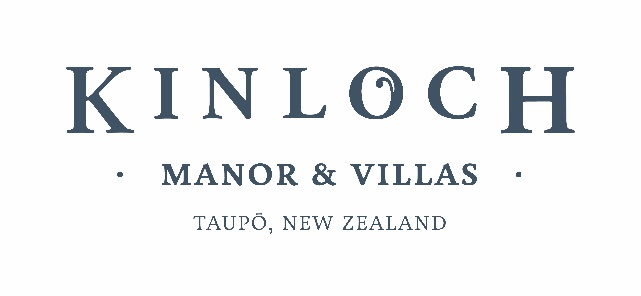 KINLOCH
· MANOR & VILLAS ·
TAUPŌ, NEW ZEALAND